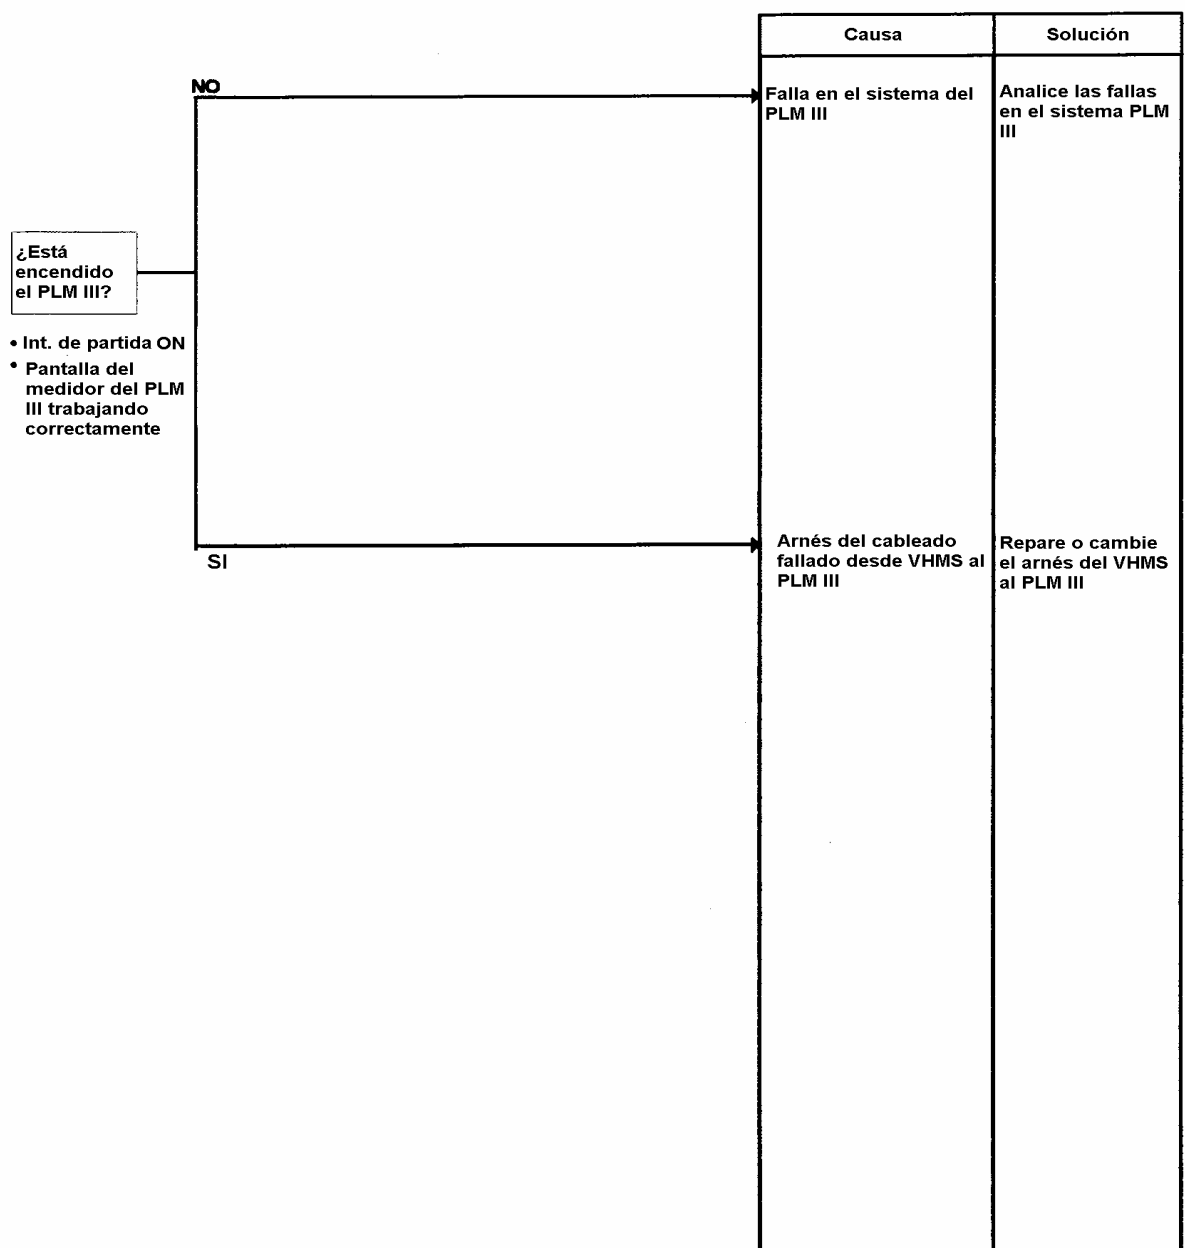 Causa
Solución
NO
Falla en el sistema del
PLM III
Analice las fallas
en el sistema PLM
III
¿Está
encendido
el PLM III?
• Int. de partida ON
• Pantalla del
medidor del PLM
III trabajando
correctamente
SI
Arnés del cableado
fallado desde VHMS al
PLM III
Repare o cambie
el arnés del VHMS
al PLM III